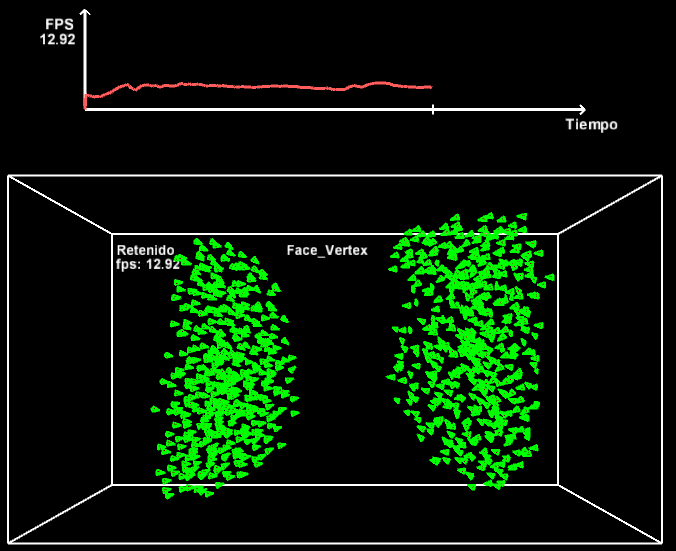 FPS
12.92
Tiempo
Retenido
fps: 12.92
Face_Vertex